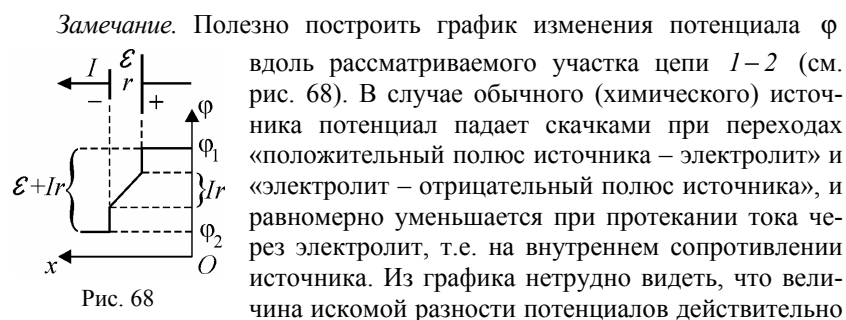 Замечание. Полезно построить график изменения потенциала φ
вдоль рассматриваемого участка цепи 1–2 (см.
рис. 68). В случае обычного (химического) источ-
ника потенциал падает скачками при переходах
«положительный полюс источника – электролит» и
«электролит – отрицательный полюс источника», и
равномерно уменьшается при протекании тока че-
рез электролит, т.е. на внутреннем сопротивлении
источника. Из графика нетрудно видеть, что вели-
чина искомой разности потенциалов действительно
I ℰ
r
– +
φ
φ₁
ℰ+Ir Ir
φ₂
x O
Рис. 68